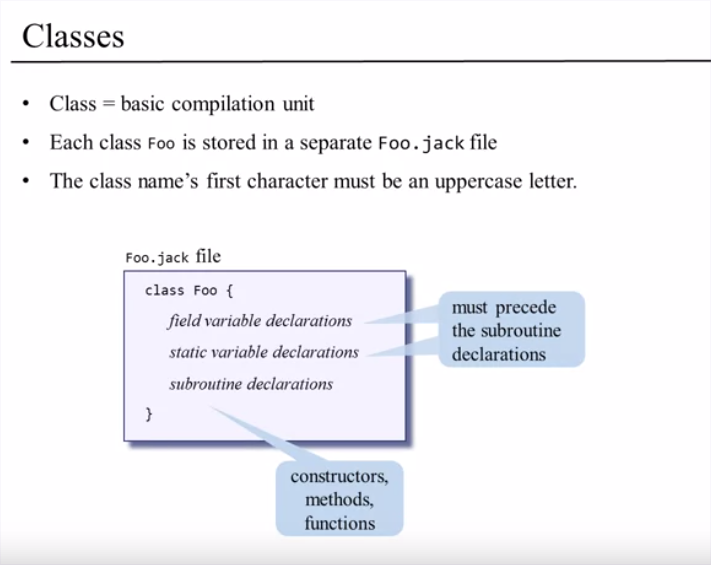 Classes
• Class = basic compilation unit
• Each class Foo is stored in a separate Foo.jack file
• The class name's first character must be an uppercase letter.
Foo.jack file
class Foo {
field variable declarations
static variable declarations
subroutine declarations
}
must precede
the subroutine
declarations
constructors,
methods,
functions